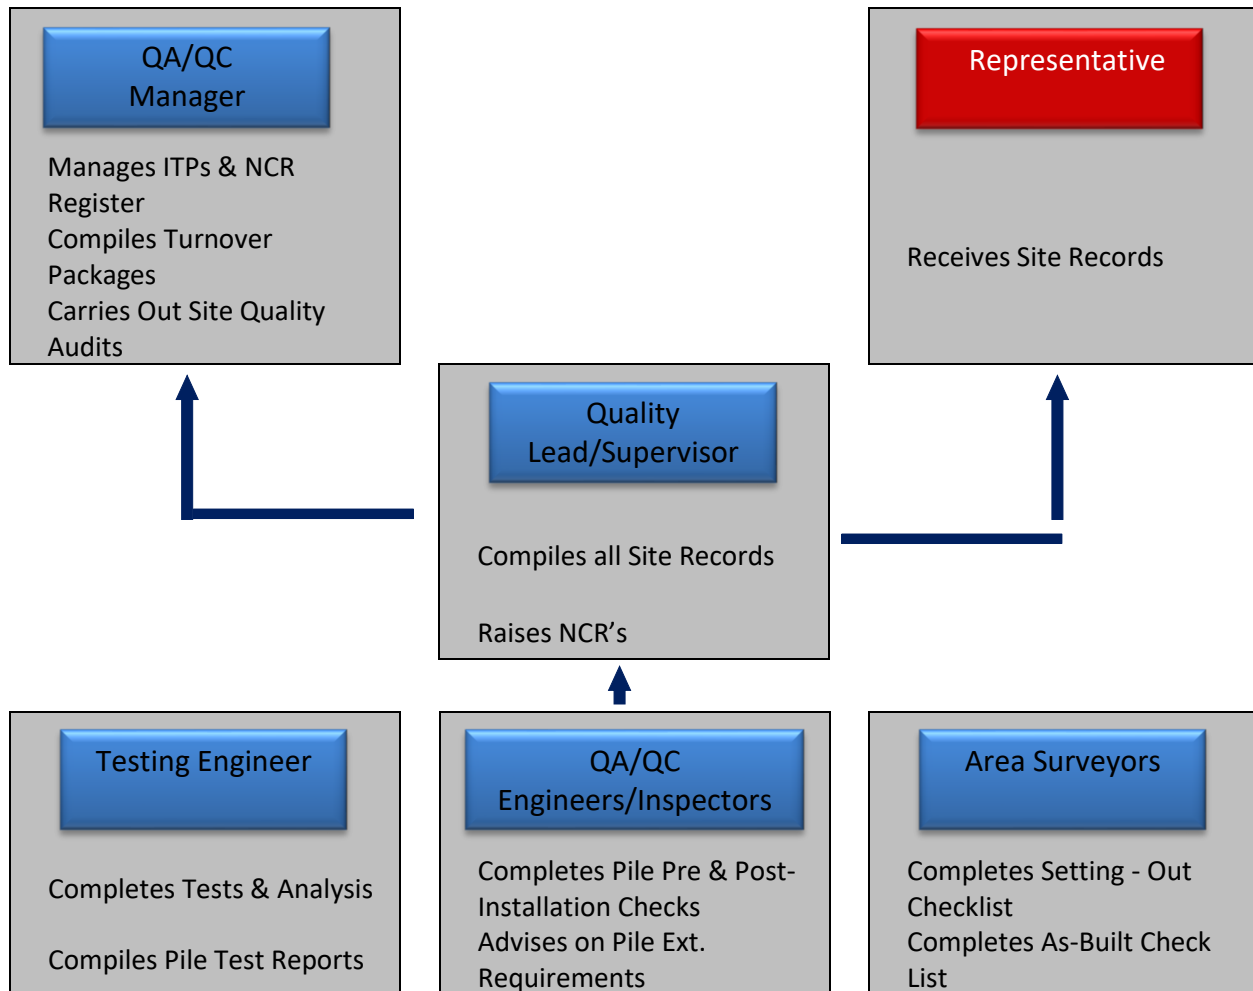 QA/QC
Manager
Manages ITPs & NCR
Register
Compiles Turnover
Packages
Carries Out Site Quality
Audits
Representative
Receives Site Records
Quality
Lead/Supervisor
Compiles all Site Records
Raises NCR’s
Testing Engineer
Completes Tests & Analysis
Compiles Pile Test Reports
QA/QC
Engineers/Inspectors
Completes Pile Pre & Post-
Installation Checks
Advises on Pile Ext.
Requirements
Area Surveyors
Completes Setting - Out
Checklist
Completes As-Built Check
List